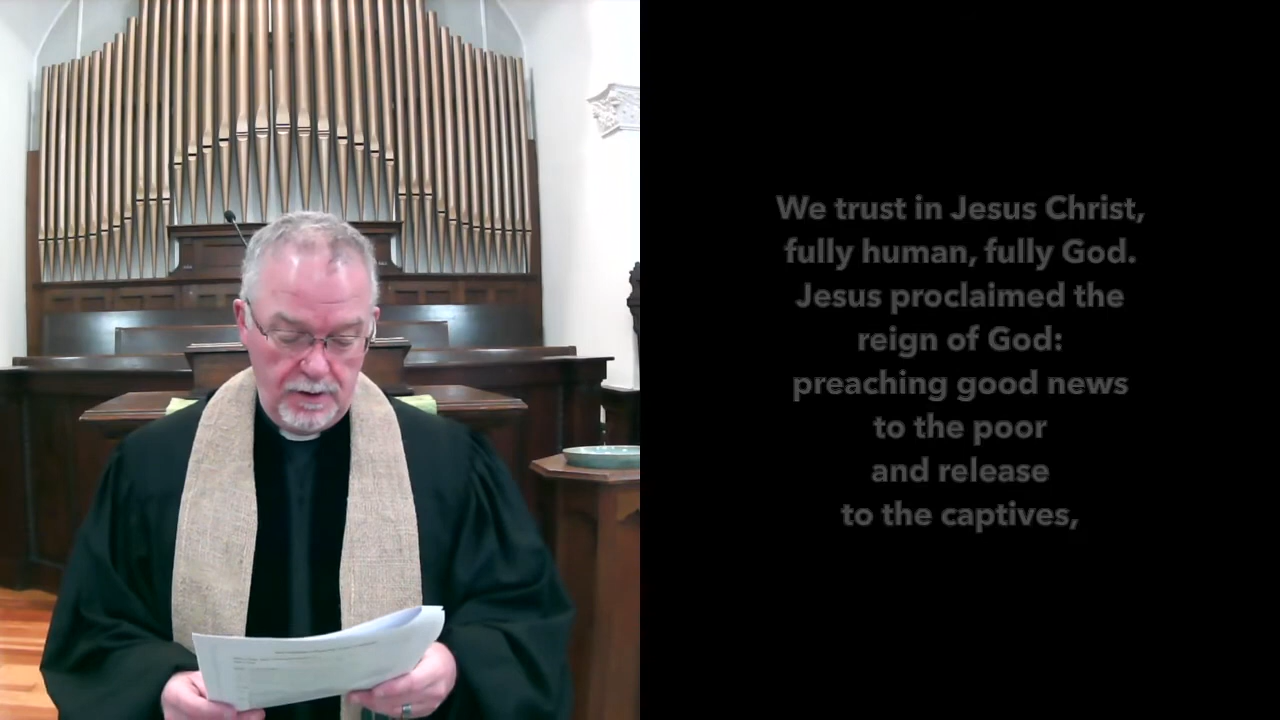 We trust in Jesus Christ,
fully human, fully God.
Jesus proclaimed the
reign of God:
preaching good news
to the poor
and release
to the captives,